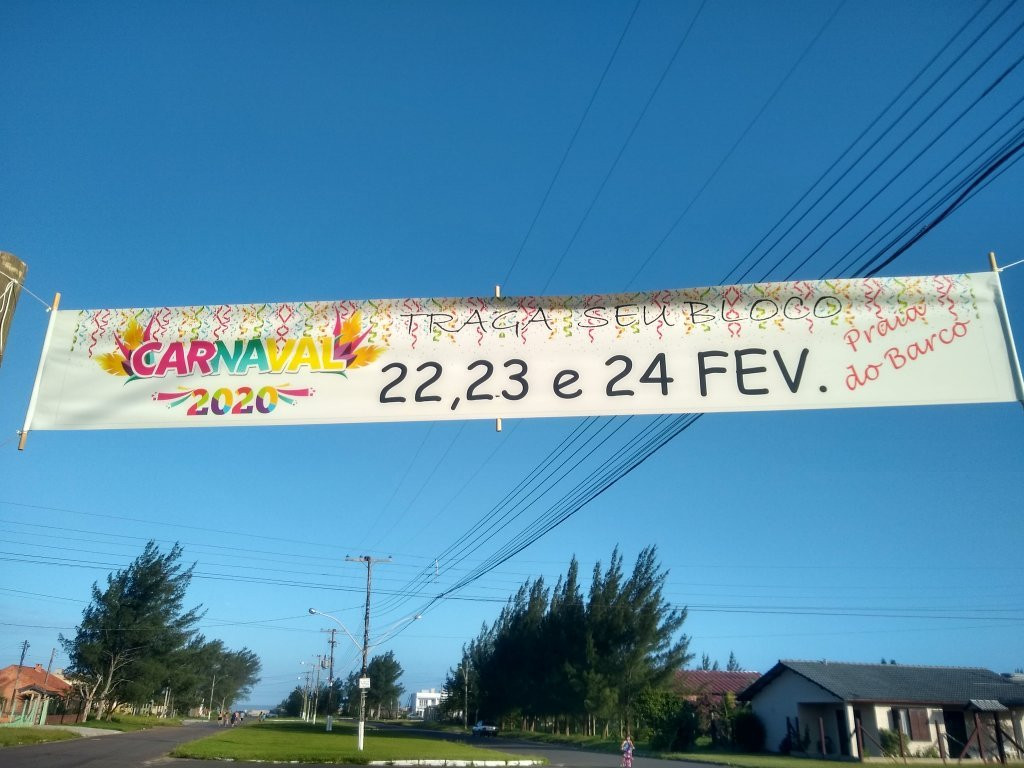 CARNAVAL
2020
TRAGA SEU BLOCO
22,23 e 24 FEV.
Praia
do Barco